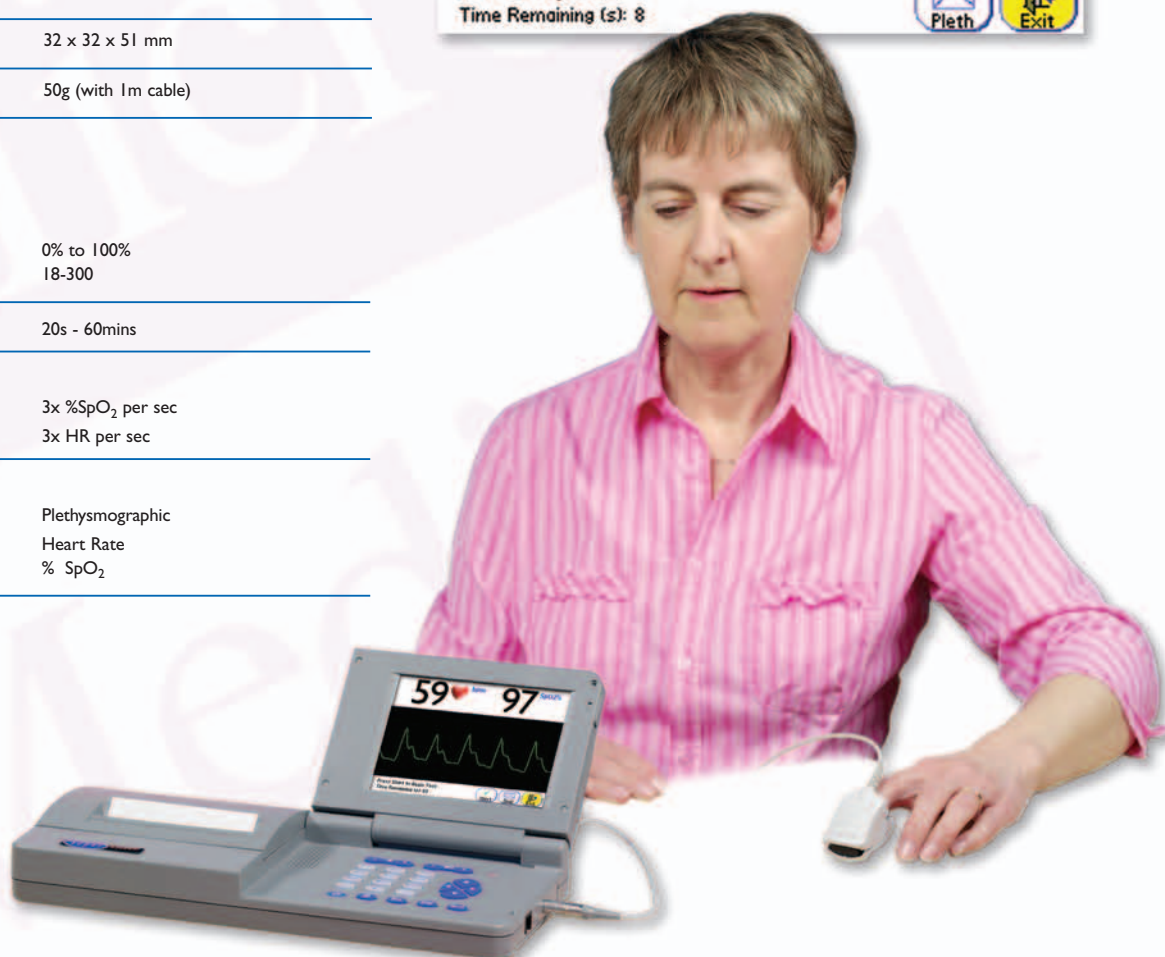 Time Remaining (s): 8
Pleth
Exit
32 x 32 x 51 mm
50g (with 1m cable)
0% to 100%
18-300
20s - 60mins
3x %SpO₂ per sec
3x HR per sec
Plethysmographic
Heart Rate
% SpO₂
59
97